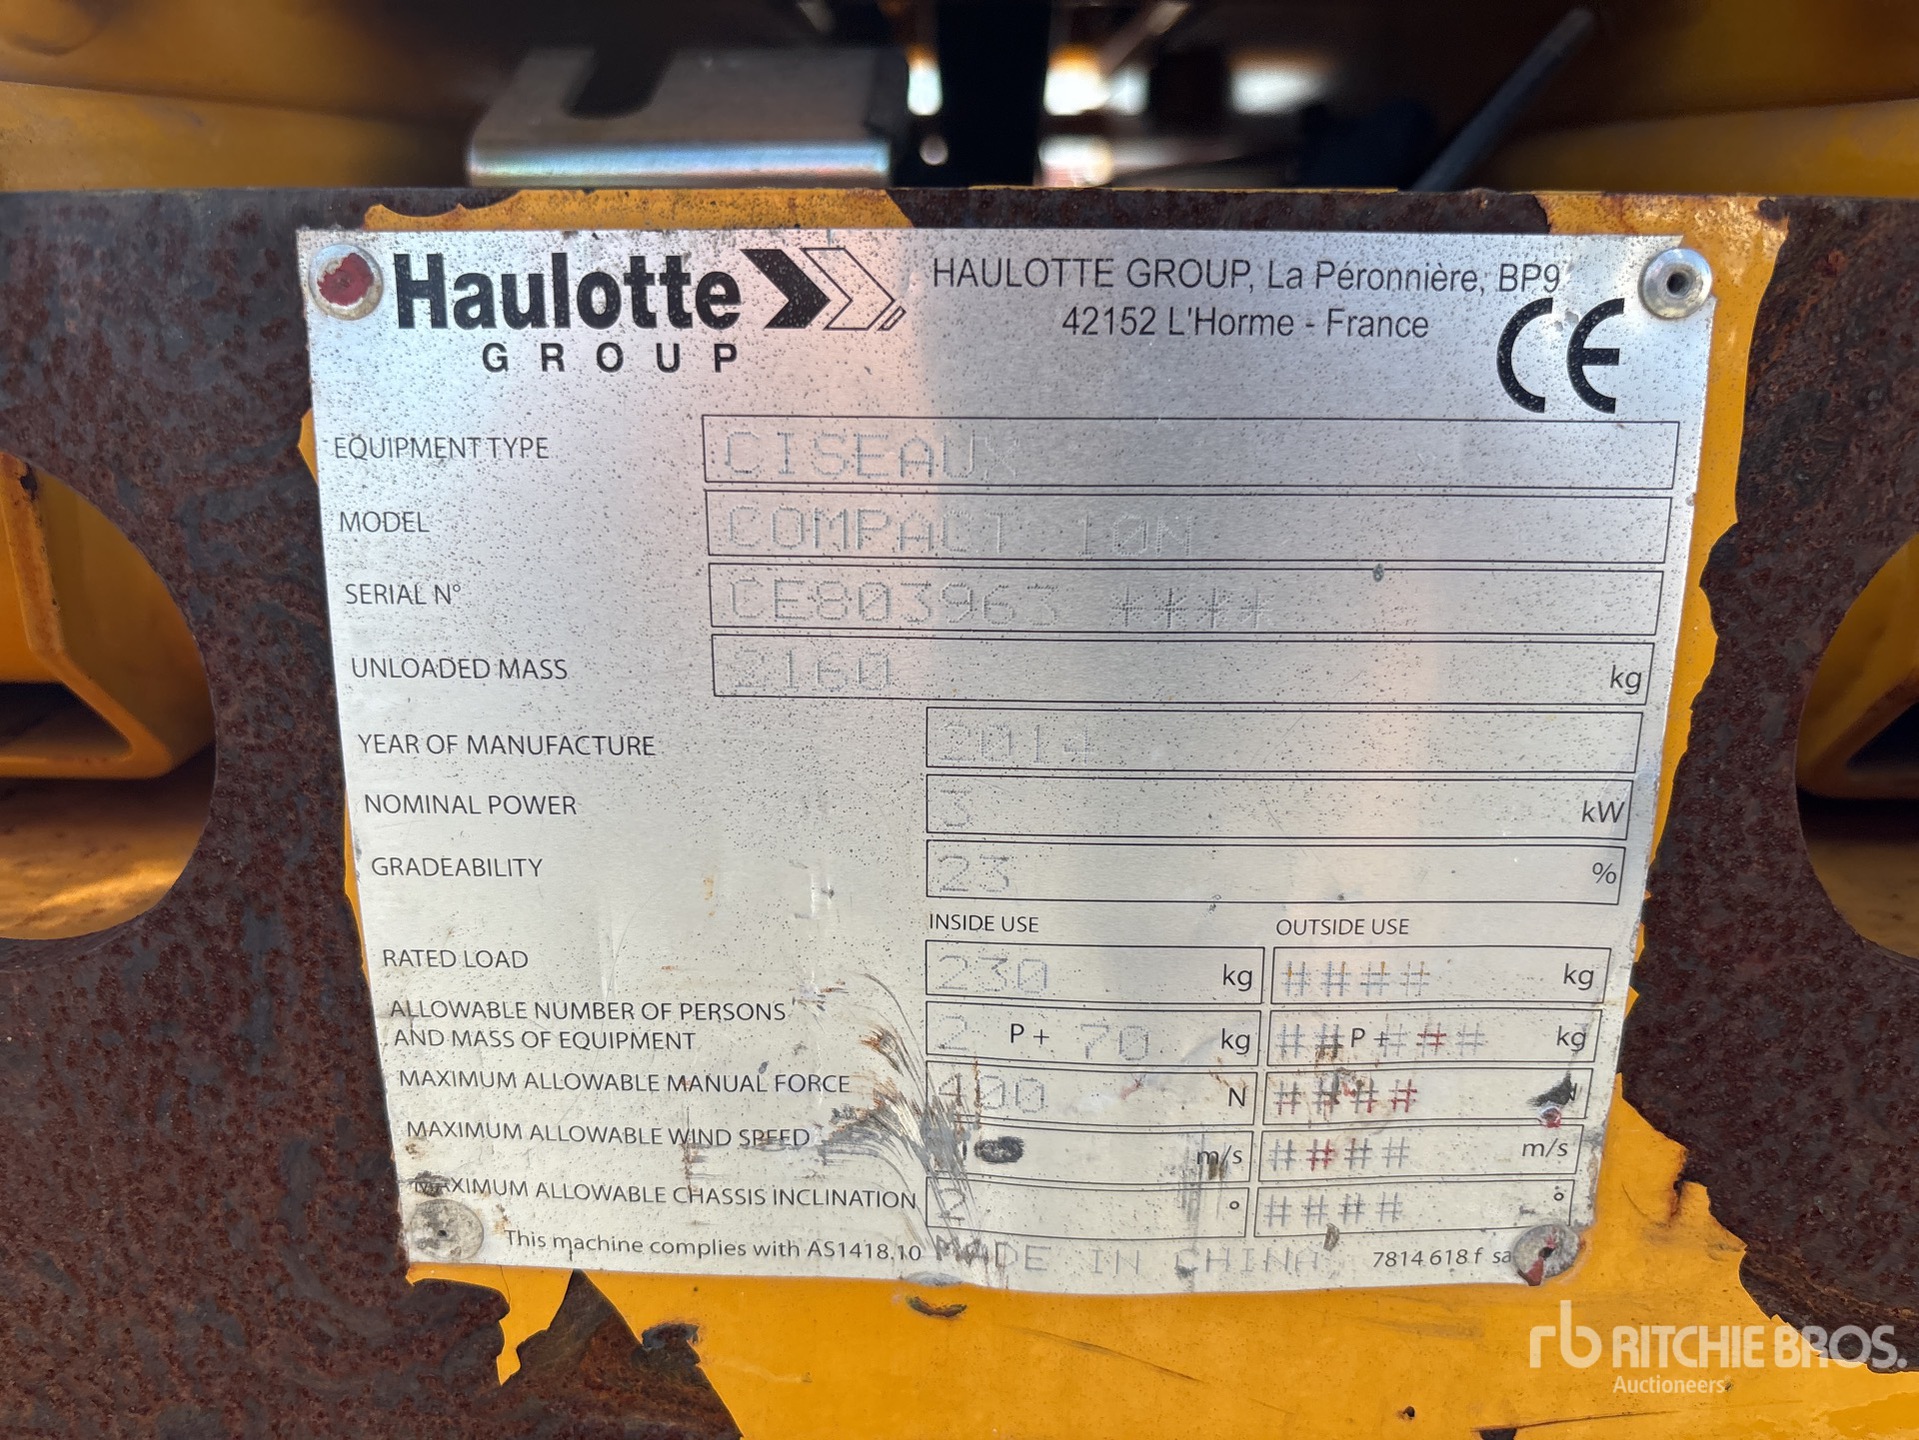 Haulotte
GROUP
HAULOTTE GROUP, La Péronnière, BP9
42152 L'Horme - France
CE
EQUIPMENT TYPE CISEAUX
MODEL COMPACT 10N
SERIAL N° CE803963 ****
UNLOADED MASS 2160 kg
YEAR OF MANUFACTURE 2014
NOMINAL POWER 3 kW
GRADEABILITY 23 %
INSIDE USE OUTSIDE USE
RATED LOAD 230 kg #### kg
ALLOWABLE NUMBER OF PERSONS
AND MASS OF EQUIPMENT 2 P + 70 kg ## P + ### kg
MAXIMUM ALLOWABLE MANUAL FORCE 400 N #### N
MAXIMUM ALLOWABLE WIND SPEED m/s #### m/s
MAXIMUM ALLOWABLE CHASSIS INCLINATION 2 ° #### °
This machine complies with AS1418.10 MADE IN CHINA 7814 618 f sa
rb RITCHIE BROS.
Auctioneers